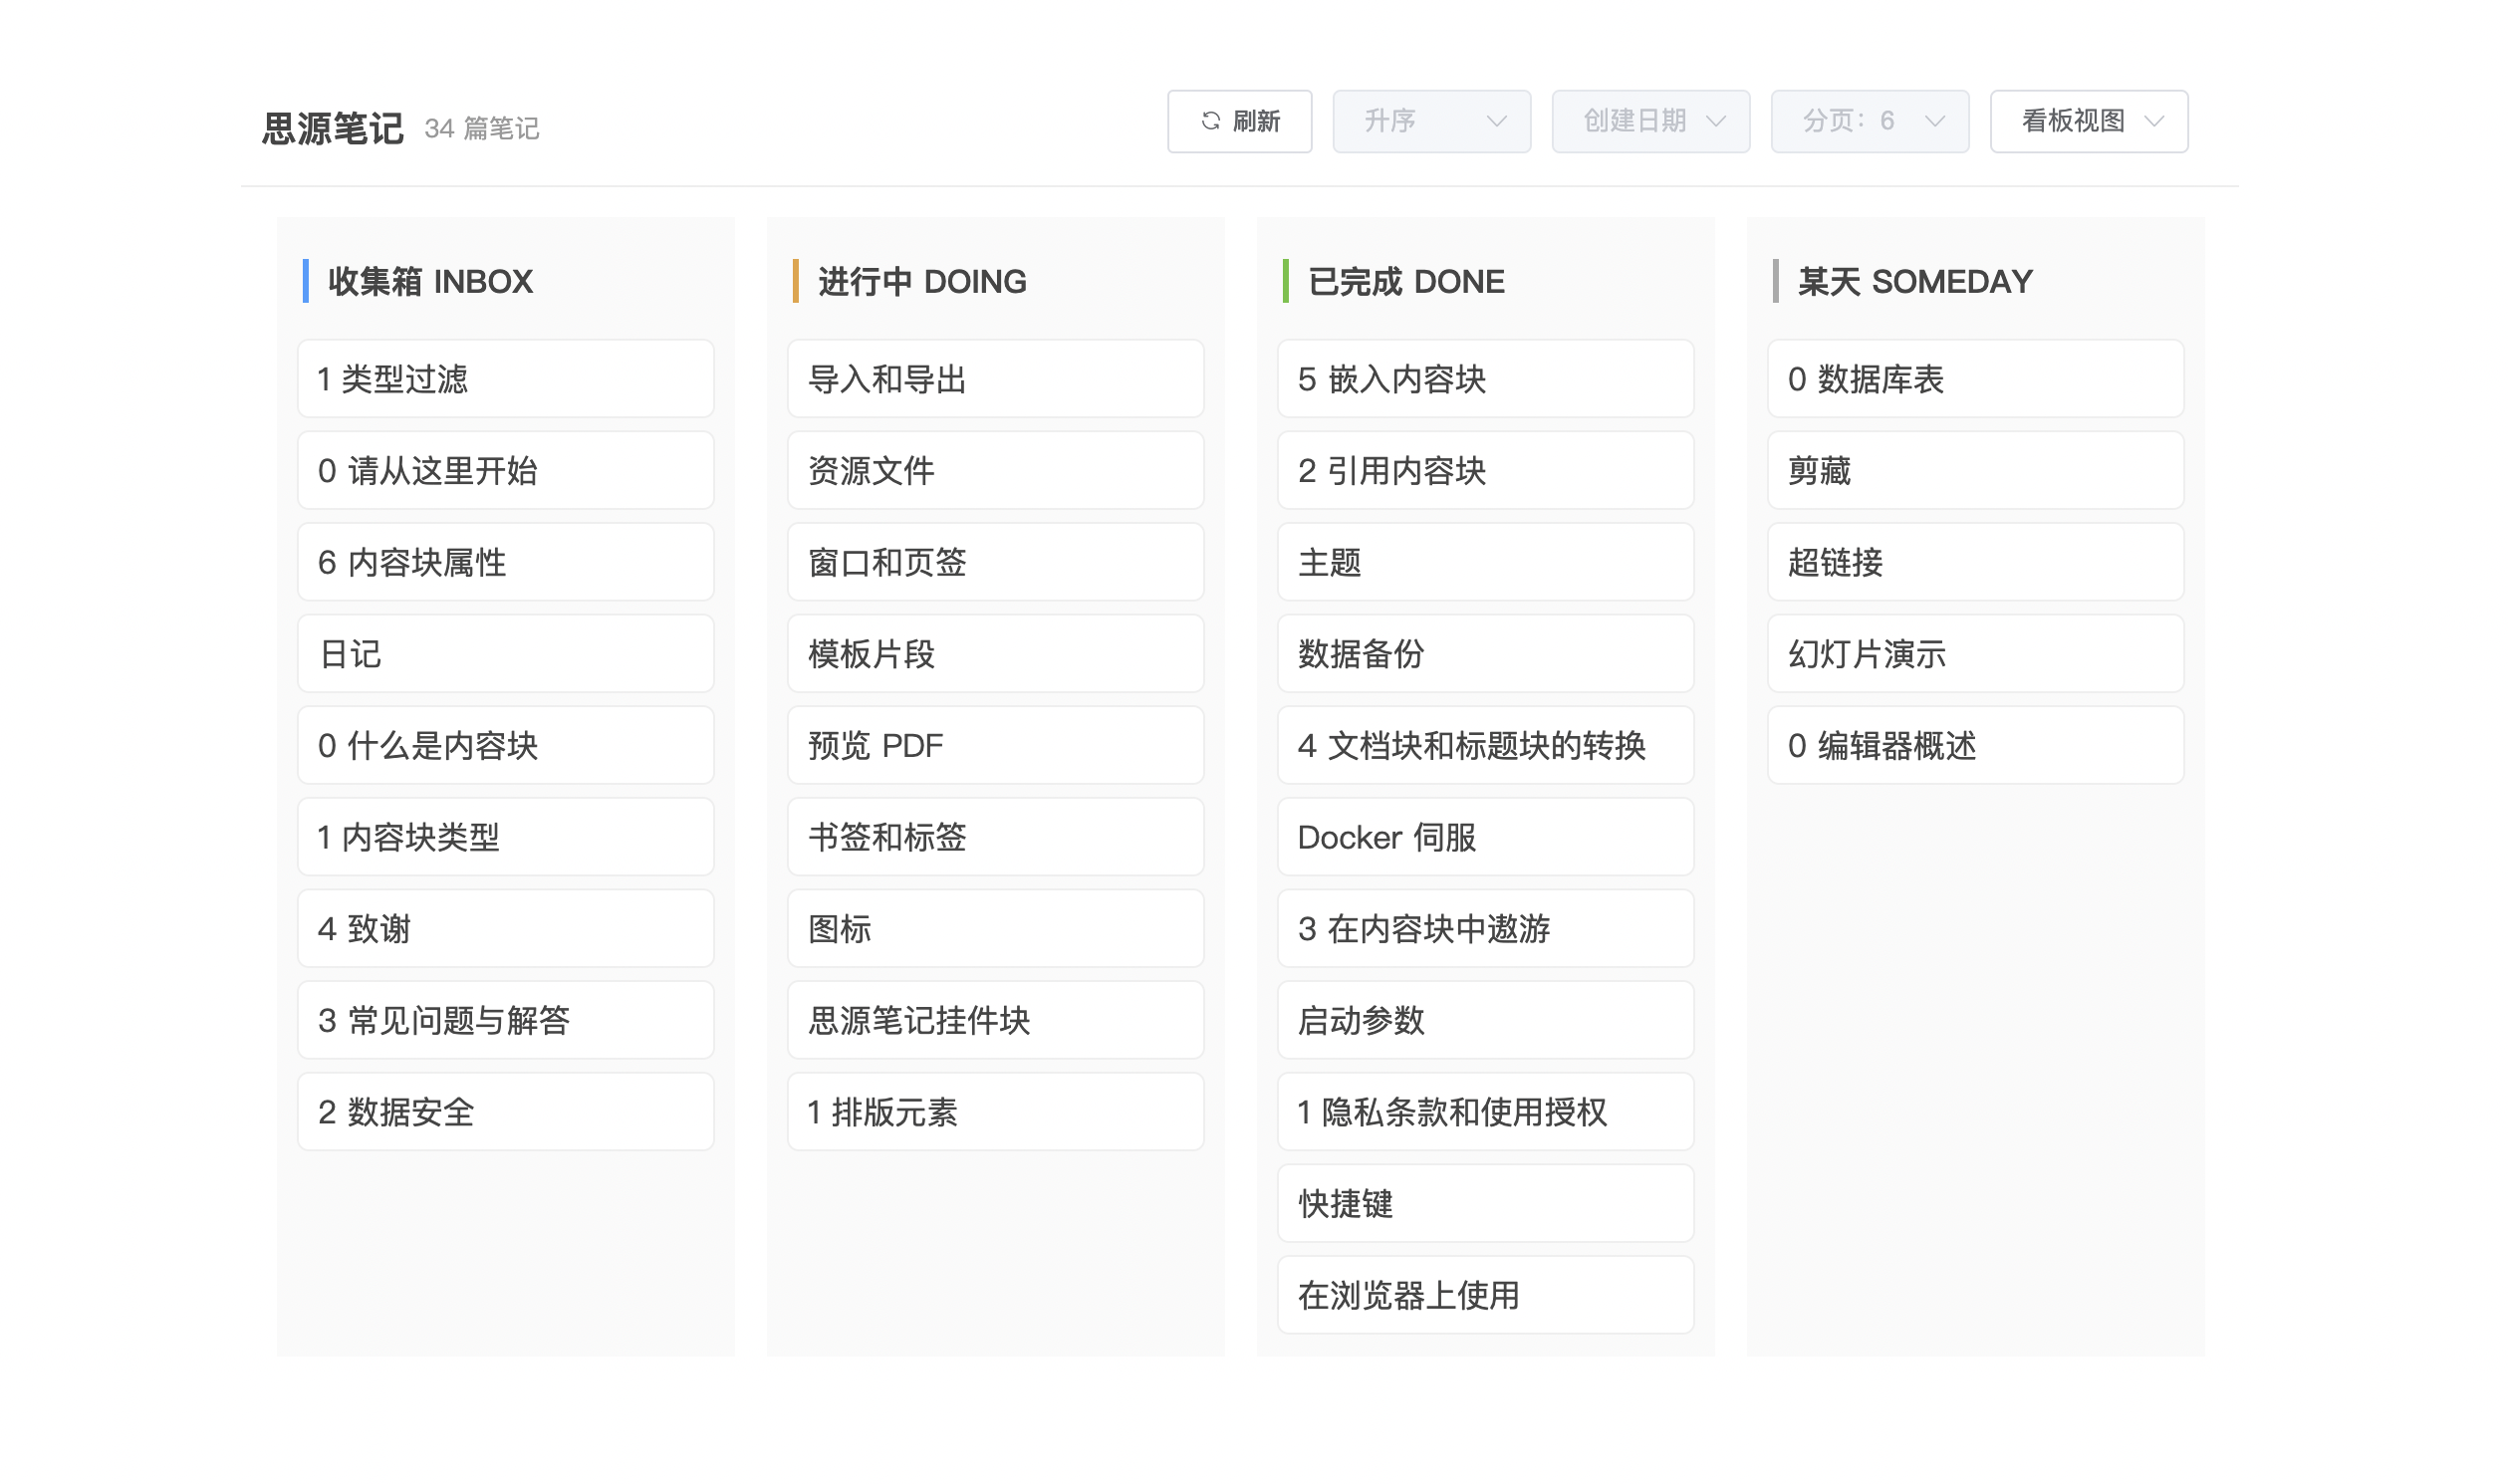 思源笔记 34 篇笔记
刷新 升序 创建日期 分页：6 看板视图
收集箱 INBOX
1 类型过滤
0 请从这里开始
6 内容块属性
日记
0 什么是内容块
1 内容块类型
4 致谢
3 常见问题与解答
2 数据安全
进行中 DOING
导入和导出
资源文件
窗口和页签
模板片段
预览 PDF
书签和标签
图标
思源笔记挂件块
1 排版元素
已完成 DONE
5 嵌入内容块
2 引用内容块
主题
数据备份
4 文档块和标题块的转换
Docker 伺服
3 在内容块中遨游
启动参数
1 隐私条款和使用授权
快捷键
在浏览器上使用
某天 SOMEDAY
0 数据库表
剪藏
超链接
幻灯片演示
0 编辑器概述